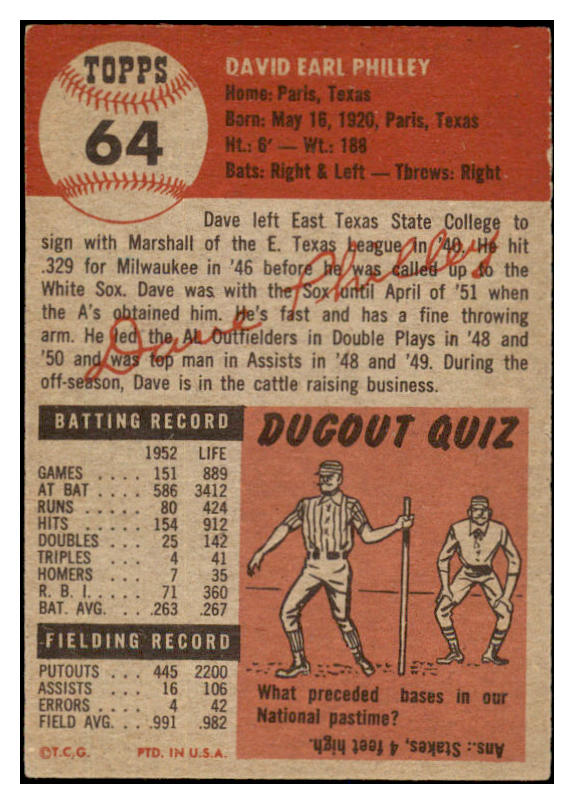 TOPPS
64
DAVID EARL PHILLEY
Home: Paris, Texas
Born: May 16, 1920, Paris, Texas
Ht.: 6' — Wt.: 188
Bats: Right & Left — Throws: Right
Dave left East Texas State College to
sign with Marshall of the E. Texas League in '40. He hit
.329 for Milwaukee in '46 before he was called up to the
White Sox. Dave was with the Sox until April of '51 when
the A's obtained him. He's fast and has a fine throwing
arm. He led the AL Outfielders in Double Plays in '48 and
'50 and was top man in Assists in '48 and '49. During the
off-season, Dave is in the cattle raising business.
Dave Philley
BATTING RECORD
1952 LIFE
GAMES .... 151 889
AT BAT .... 586 3412
RUNS .... 80 424
HITS .... 154 912
DOUBLES ... 25 142
TRIPLES ... 4 41
HOMERS ... 7 35
R. B. I. .... 71 360
BAT. AVG. ... .263 .267
FIELDING RECORD
PUTOUTS ... 445 2200
ASSISTS ... 16 106
ERRORS .... 4 42
FIELD AVG. .. .991 .982
©T.C.G. PTD. IN U.S.A.
DUGOUT QUIZ
What preceded bases in our
National pastime?
Ans.: Stakes, 4 feet high.